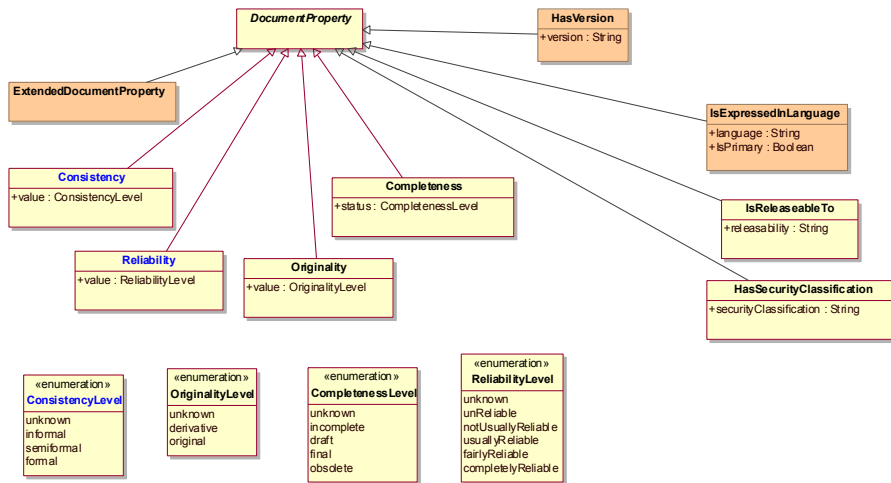 DocumentProperty
HasVersion
+version : String
ExtendedDocumentProperty
IsExpressedInLanguage
+language : String
+IsPrimary : Boolean
Consistency
+value : ConsistencyLevel
Completeness
+status : CompletenessLevel
IsReleaseableTo
+releasability : String
Reliability
+value : ReliabilityLevel
Originality
+value : OriginalityLevel
HasSecurityClassification
+securityClassification : String
«enumeration»
ConsistencyLevel
unknown
informal
semiformal
formal
«enumeration»
OriginalityLevel
unknown
derivative
original
«enumeration»
CompletenessLevel
unknown
incomplete
draft
final
obsolete
«enumeration»
ReliabilityLevel
unknown
unReliable
notUsuallyReliable
usuallyReliable
fairlyReliable
completelyReliable